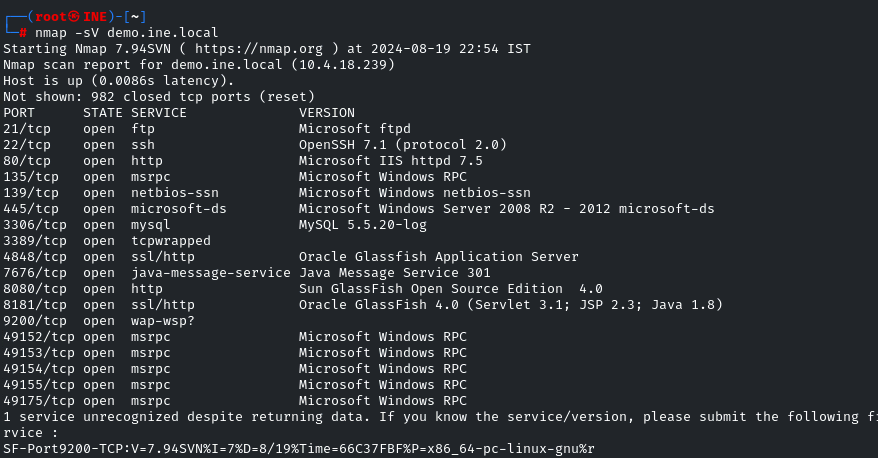 ┌──(root㉿INE)-[~]
└─# nmap -sV demo.ine.local
Starting Nmap 7.94SVN ( https://nmap.org ) at 2024-08-19 22:54 IST
Nmap scan report for demo.ine.local (10.4.18.239)
Host is up (0.0086s latency).
Not shown: 982 closed tcp ports (reset)
PORT      STATE SERVICE              VERSION
21/tcp    open  ftp                  Microsoft ftpd
22/tcp    open  ssh                  OpenSSH 7.1 (protocol 2.0)
80/tcp    open  http                 Microsoft IIS httpd 7.5
135/tcp   open  msrpc                Microsoft Windows RPC
139/tcp   open  netbios-ssn          Microsoft Windows netbios-ssn
445/tcp   open  microsoft-ds         Microsoft Windows Server 2008 R2 - 2012 microsoft-ds
3306/tcp  open  mysql                MySQL 5.5.20-log
3389/tcp  open  tcpwrapped
4848/tcp  open  ssl/http             Oracle Glassfish Application Server
7676/tcp  open  java-message-service Java Message Service 301
8080/tcp  open  http                 Sun GlassFish Open Source Edition  4.0
8181/tcp  open  ssl/http             Oracle GlassFish 4.0 (Servlet 3.1; JSP 2.3; Java 1.8)
9200/tcp  open  wap-wsp?
49152/tcp open  msrpc                Microsoft Windows RPC
49153/tcp open  msrpc                Microsoft Windows RPC
49154/tcp open  msrpc                Microsoft Windows RPC
49155/tcp open  msrpc                Microsoft Windows RPC
49175/tcp open  msrpc                Microsoft Windows RPC
1 service unrecognized despite returning data. If you know the service/version, please submit the following fi
rvice :
SF-Port9200-TCP:V=7.94SVN%I=7%D=8/19%Time=66C37FBF%P=x86_64-pc-linux-gnu%r